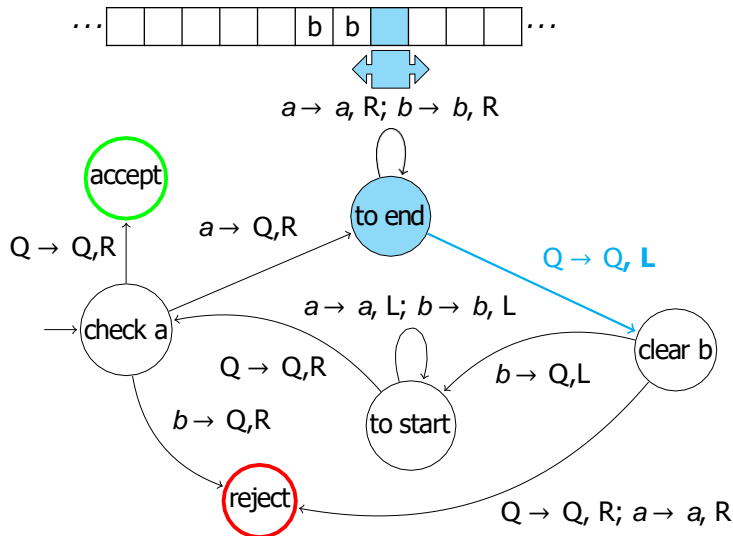 ··· b b ···
a → a, R; b → b, R
accept
to end
Q → Q,R
a → Q,R
Q → Q, L
a → a, L; b → b, L
check a
clear b
Q → Q,R
b → Q,L
to start
b → Q,R
reject
Q → Q, R; a → a, R